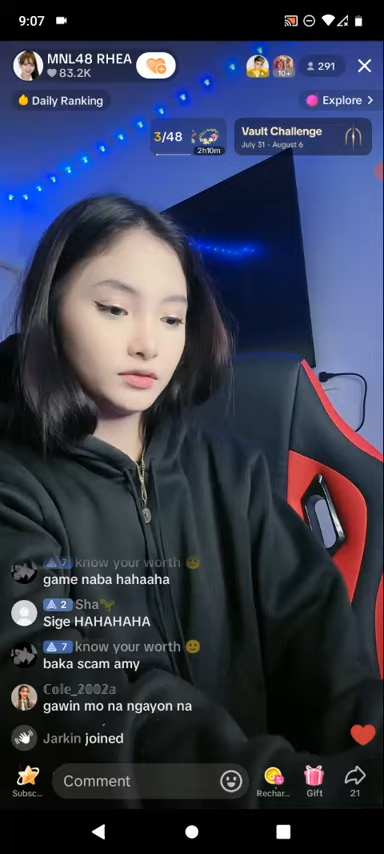 9:07
MNL48 RHEA
83.2K
10+
291
Daily Ranking
Explore >
3/48
2h10m
Vault Challenge
July 31 - August 6
7 know your worth
game naba hahaaha
2 Sha
Sige HAHAHAHA
7 know your worth
baka scam amy
Cole_2002a
gawin mo na ngayon na
Jarkin joined
Comment
Subsc...
Rechar...
Gift
21